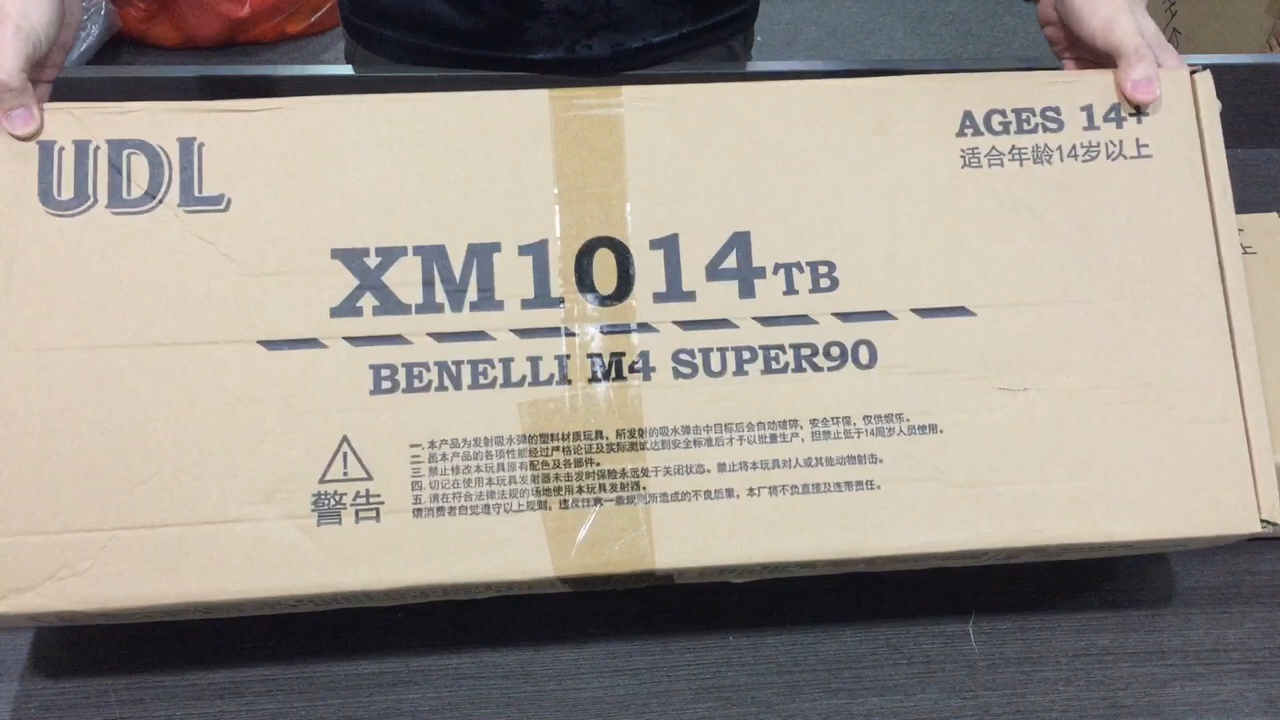 UDL
AGES 14+
适合年龄14岁以上
XM1014TB
BENELLI M4 SUPER90
警告
一.本产品为发射吸水弹的塑料材质玩具，所发射的吸水弹击中目标后会自动破碎，安全环保，仅供娱乐。
二.虽本产品的各项性能经过严格论证及实际测试达到安全标准后才予以批量生产，担禁止低于14周岁人员使用。
三.禁止修改本玩具原有配色及各部件。
四.切记在使用本玩具发射器未击发时保险永远处于关闭状态。禁止将本玩具对人或其他动物射击。
五.请在符合法律法规的场地使用本玩具发射器。
请消费者自觉遵守以上规则，违反任意一条规则所造成的不良后果，本厂将不负直接及连带责任。